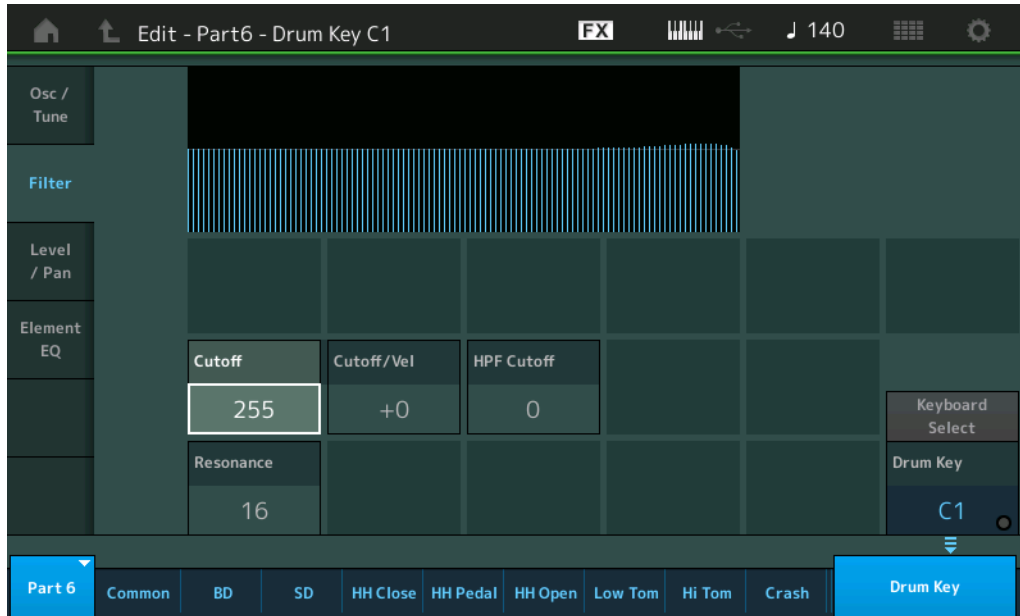 Edit - Part6 - Drum Key C1
FX
140
Osc /
Tune
Filter
Level
/ Pan
Element
EQ
Cutoff
Cutoff/Vel
HPF Cutoff
255
+0
0
Keyboard
Select
Resonance
Drum Key
16
C1
Part 6
Common
BD
SD
HH Close
HH Pedal
HH Open
Low Tom
Hi Tom
Crash
Drum Key